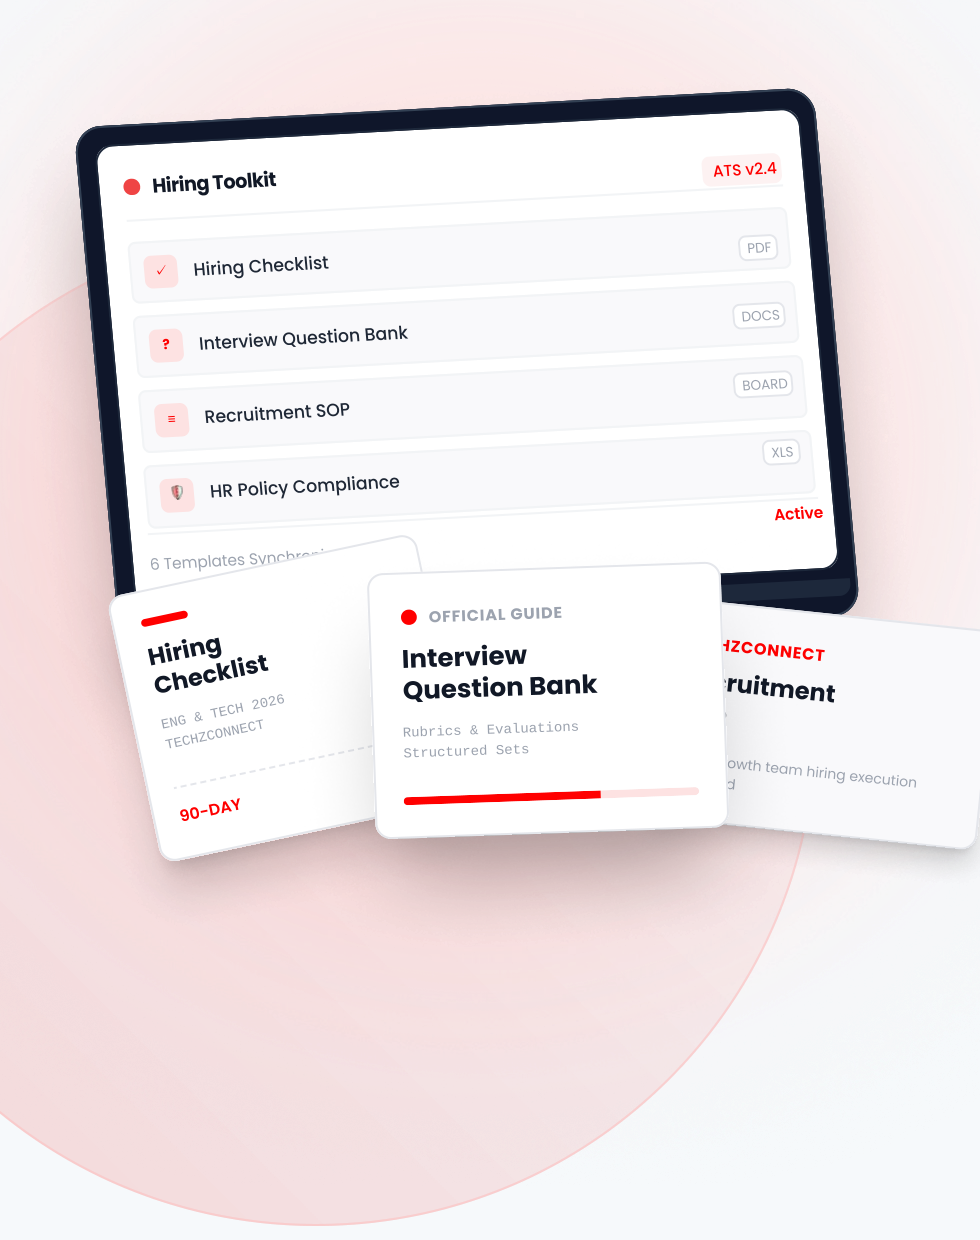 Hiring Toolkit
ATS v2.4
✓ Hiring Checklist
PDF
? Interview Question Bank
DOCS
≡ Recruitment SOP
BOARD
HR Policy Compliance
XLS
Active
6 Templates
Hiring
Checklist
ENG & TECH 2026
TECHZCONNECT
90-DAY
OFFICIAL GUIDE
Interview
Question Bank
Rubrics & Evaluations
Structured Sets
HZCONNECT
ruitment
owth team hiring execution
d